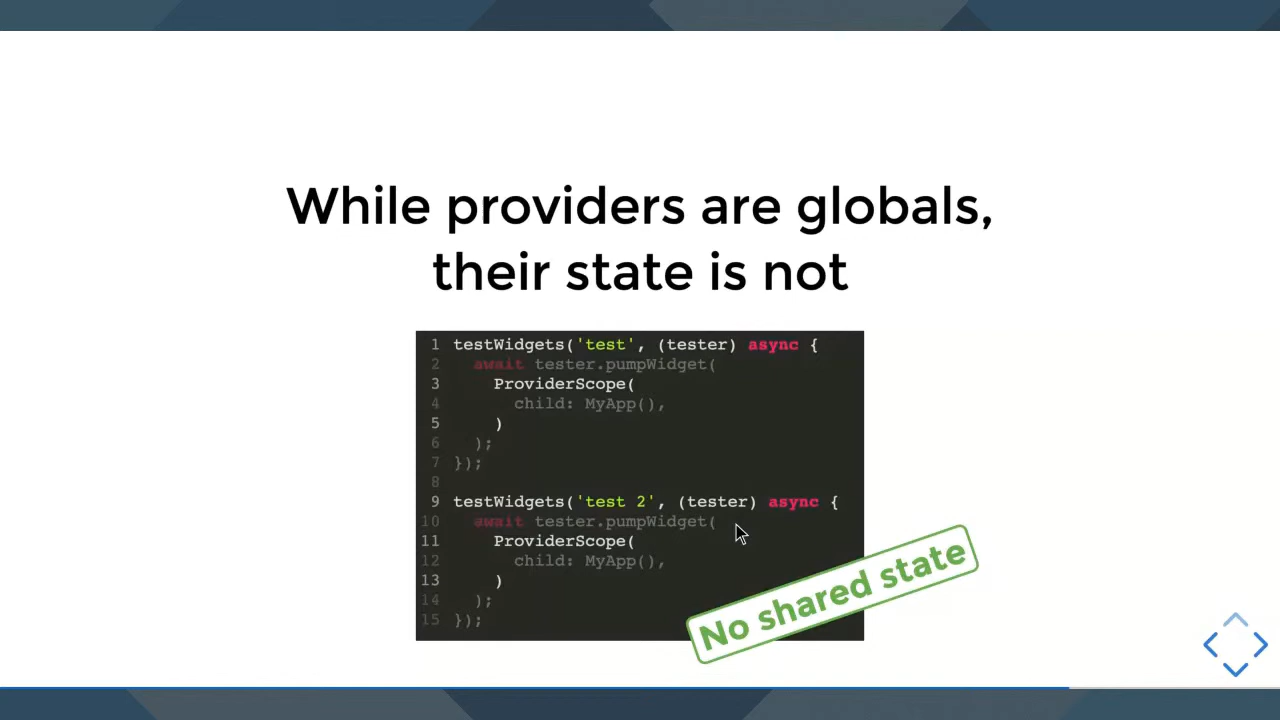 While providers are globals,
their state is not
1 testWidgets('test', (tester) async {
2 await tester.pumpWidget(
3 ProviderScope(
4 child: MyApp(),
5 )
6 );
7 });
8
9 testWidgets('test 2', (tester) async {
10 await tester.pumpWidget(
11 ProviderScope(
12 child: MyApp(),
13 )
14 );
15 });
No shared state